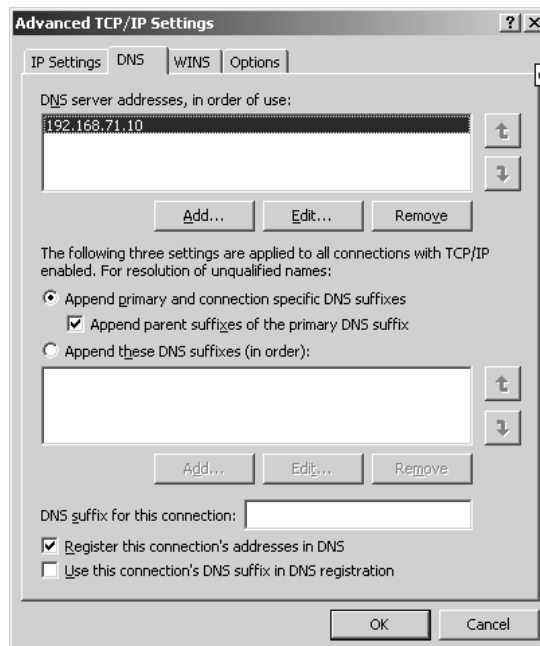 Advanced TCP/IP Settings
IP Settings DNS WINS Options
DNS server addresses, in order of use:
192.168.71.10
Add... Edit... Remove
The following three settings are applied to all connections with TCP/IP
enabled. For resolution of unqualified names:
Append primary and connection specific DNS suffixes
Append parent suffixes of the primary DNS suffix
Append these DNS suffixes (in order):
Add... Edit... Remove
DNS suffix for this connection:
Register this connection's addresses in DNS
Use this connection's DNS suffix in DNS registration
OK Cancel